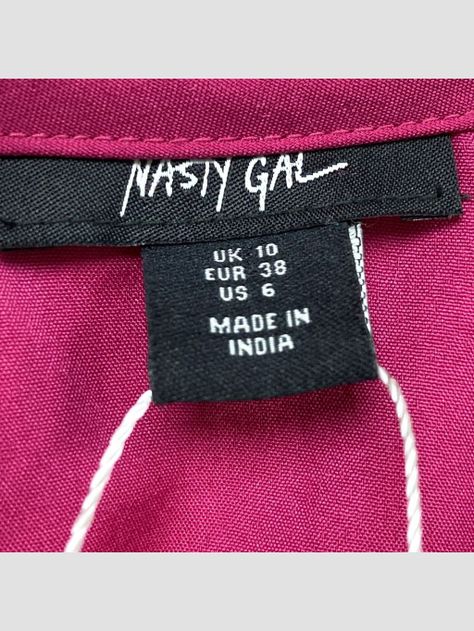 NASTY GAL
UK 10
EUR 38
US 6
MADE IN
INDIA